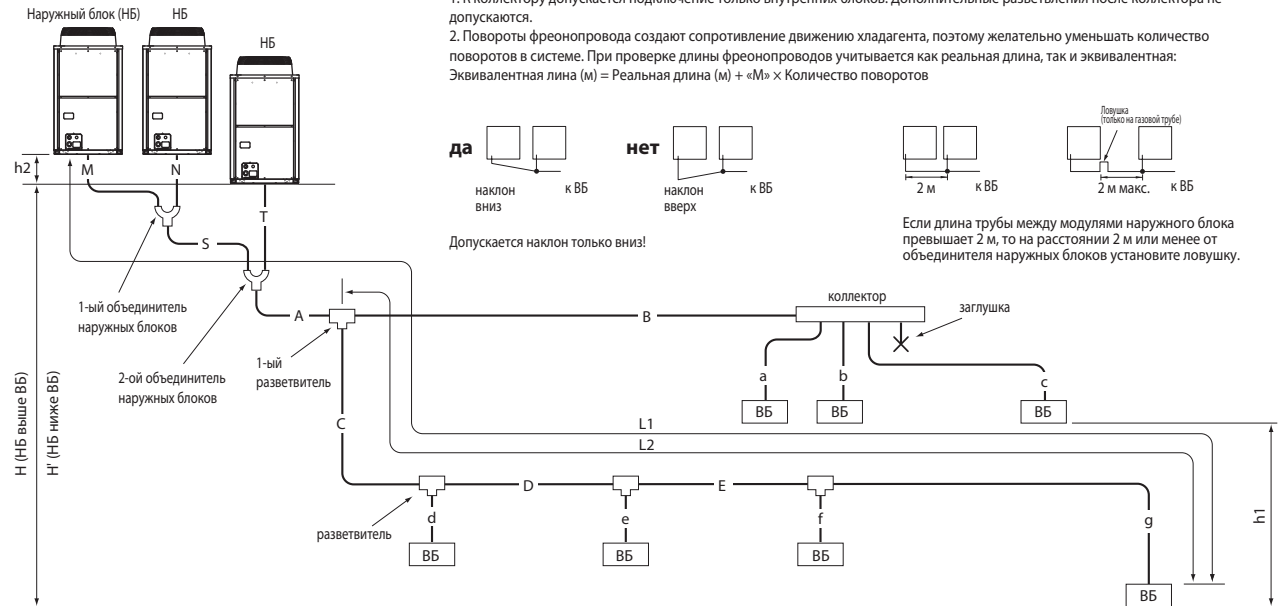 1. К коллектору допускается подключение только внутренних блоков. Дополнительные разветвления после коллектора не
допускаются.
2. Повороты фреонопровода создают сопротивление движению хладагента, поэтому желательно уменьшать количество
поворотов в системе. При проверке длины фреонопроводов учитывается как реальная длина, так и эквивалентная:
Эквивалентная лина (м) = Реальная длина (м) + «M» × Количество поворотов
Наружный блок (НБ)
НБ
НБ
h2
M
N
T
S
да
наклон
вниз
к ВБ
нет
наклон
вверх
к ВБ
Допускается наклон только вниз!
2 м
к ВБ
Ловушка
(только на газовой трубе)
2 м макс.
к ВБ
Если длина трубы между модулями наружного блока
превышает 2 м, то на расстоянии 2 м или менее от
объединителя наружных блоков установите ловушку.
1-ый объединитель
наружных блоков
2-ой объединитель
наружных блоков
A
1-ый
разветвитель
B
коллектор
заглушка
a
b
c
ВБ
ВБ
ВБ
C
L1
L2
H (НБ выше ВБ)
H' (НБ ниже ВБ)
D
E
разветвитель
d
e
f
g
ВБ
ВБ
ВБ
ВБ
h1